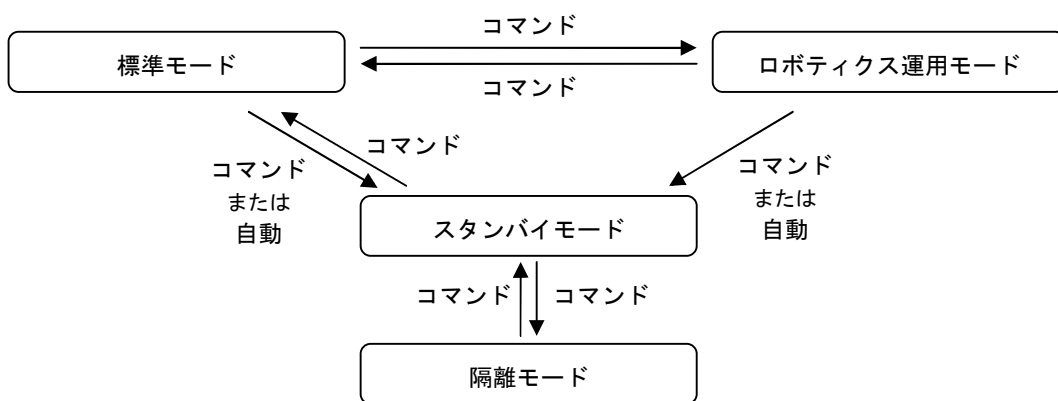 コマンド
標準モード
ロボティクス運用モード
コマンド
コマンド
コマンド
または
自動
コマンド
または
自動
スタンバイモード
コマンド
コマンド
隔離モード